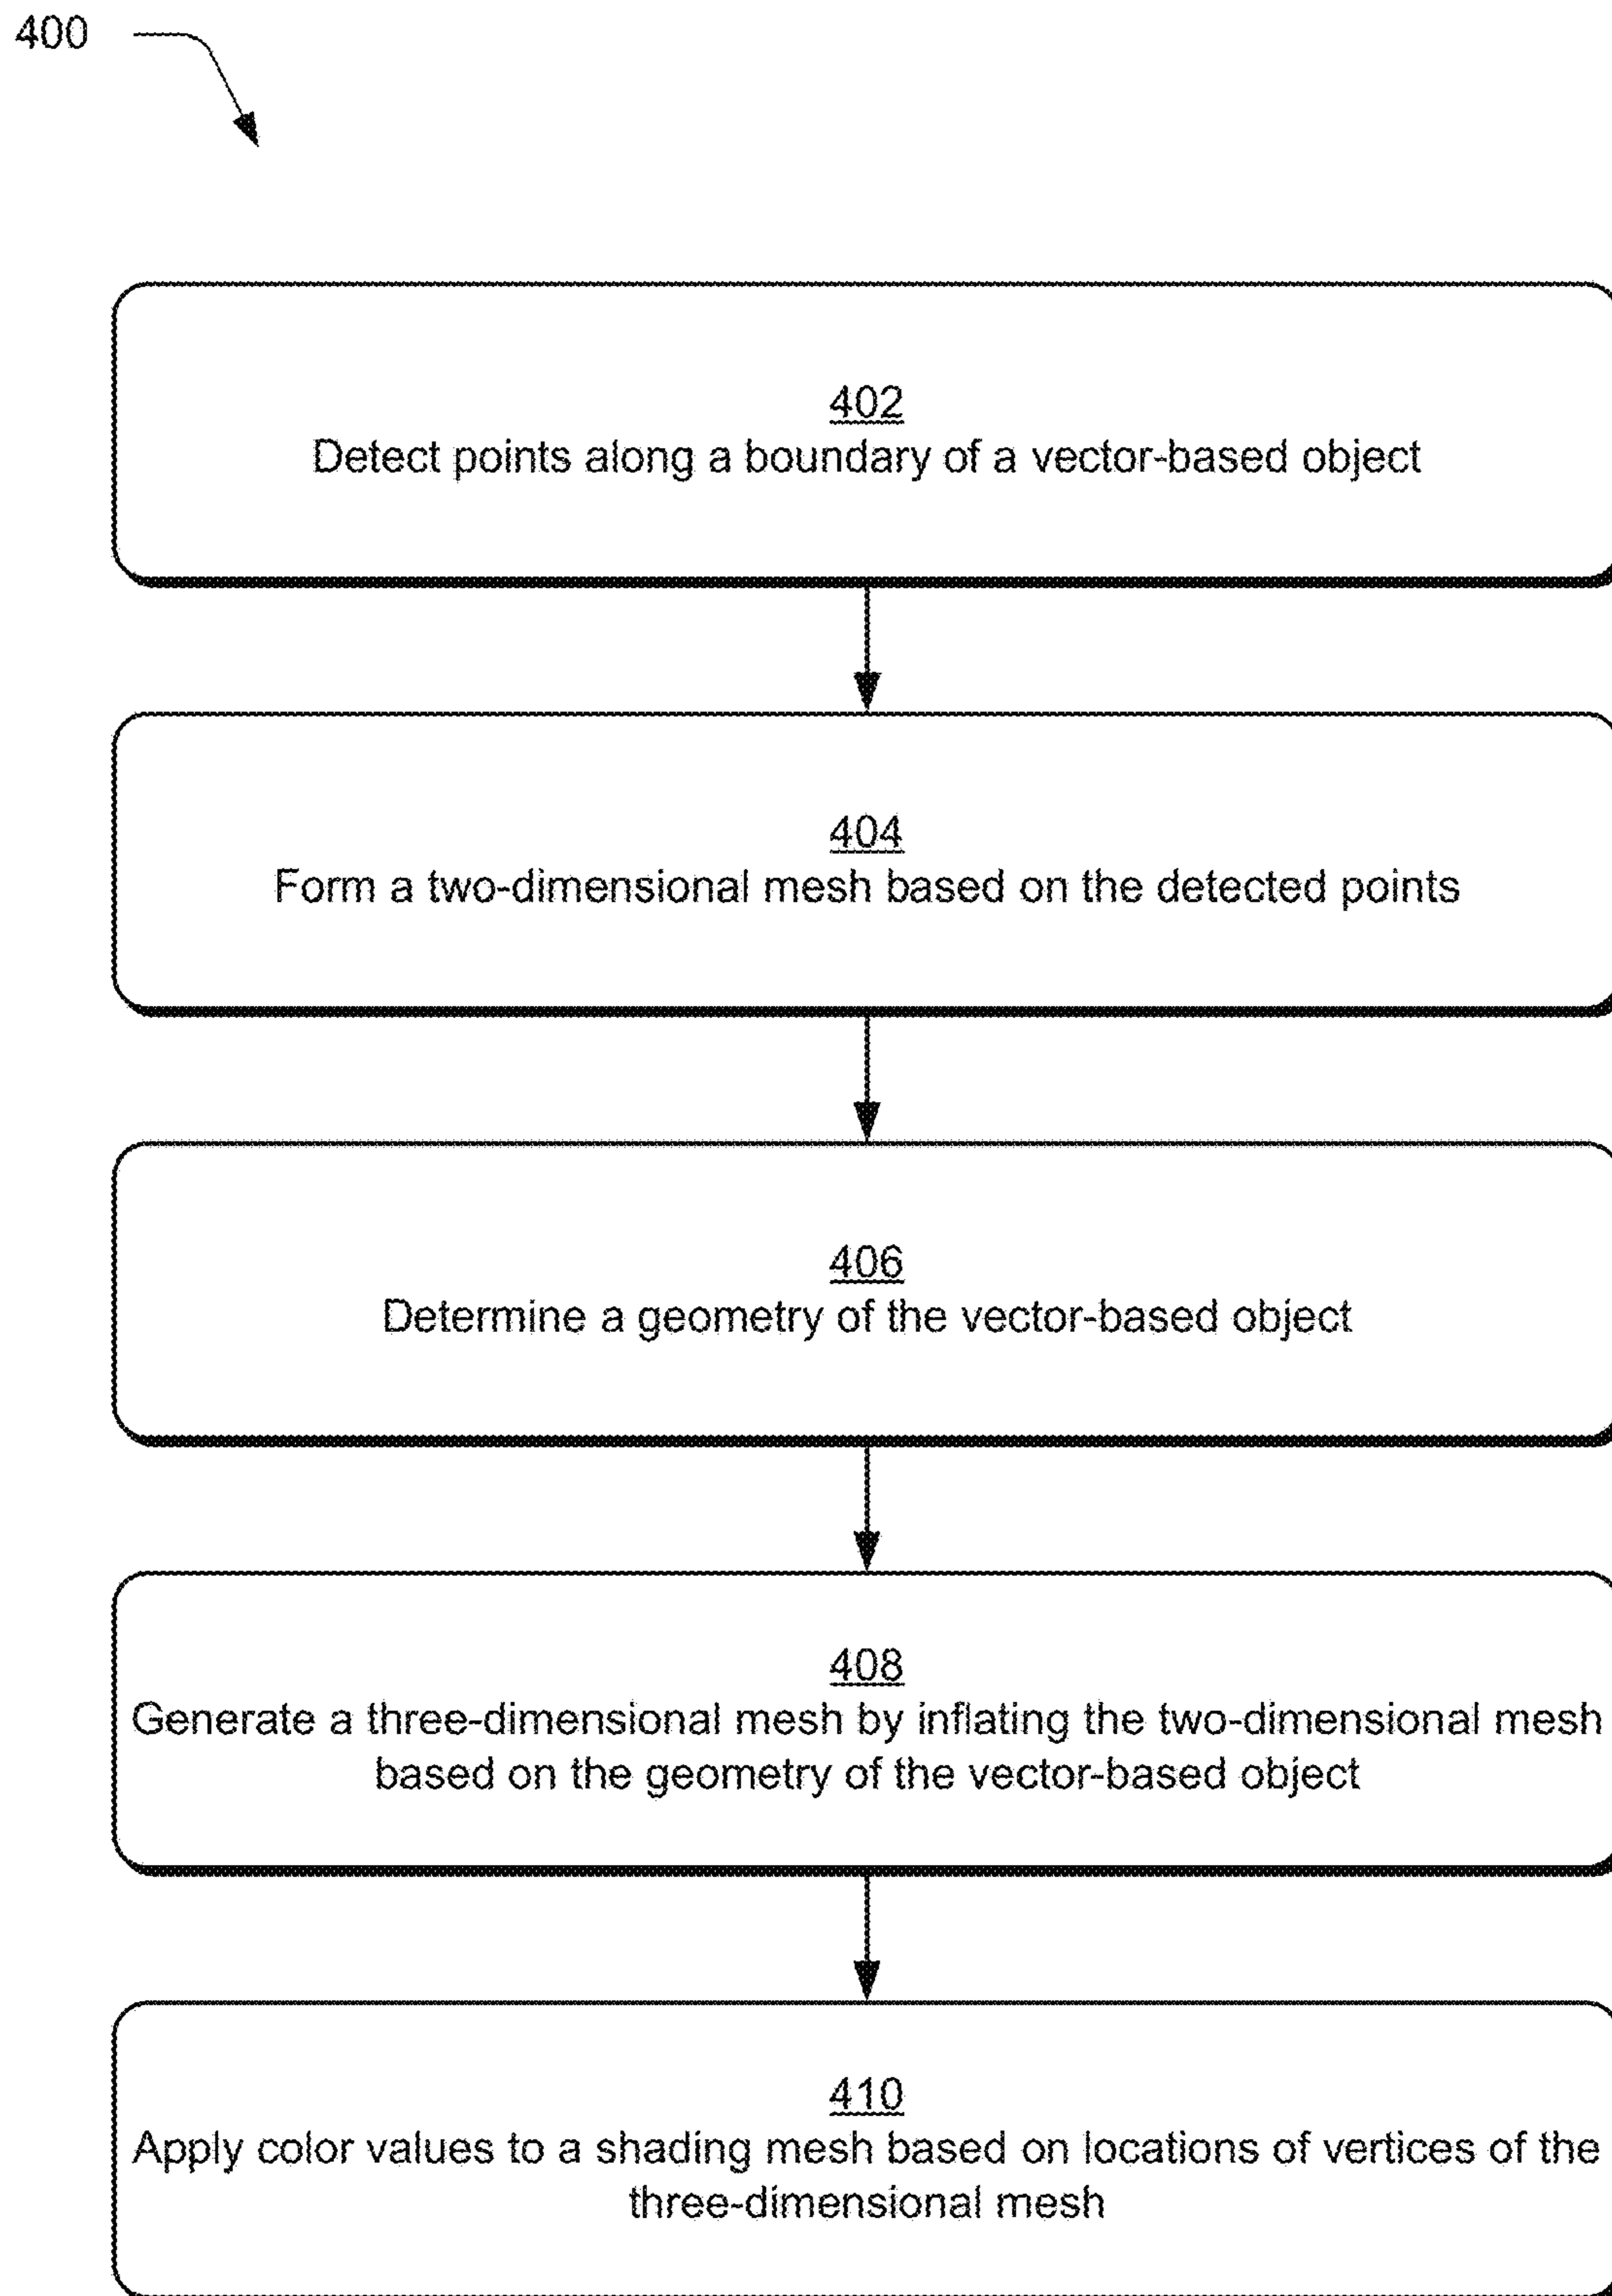 400
402
Detect points along a boundary of a vector-based object
404
Form a two-dimensional mesh based on the detected points
406
Determine a geometry of the vector-based object
408
Generate a three-dimensional mesh by inflating the two-dimensional mesh
based on the geometry of the vector-based object
410
Apply color values to a shading mesh based on locations of vertices of the
three-dimensional mesh